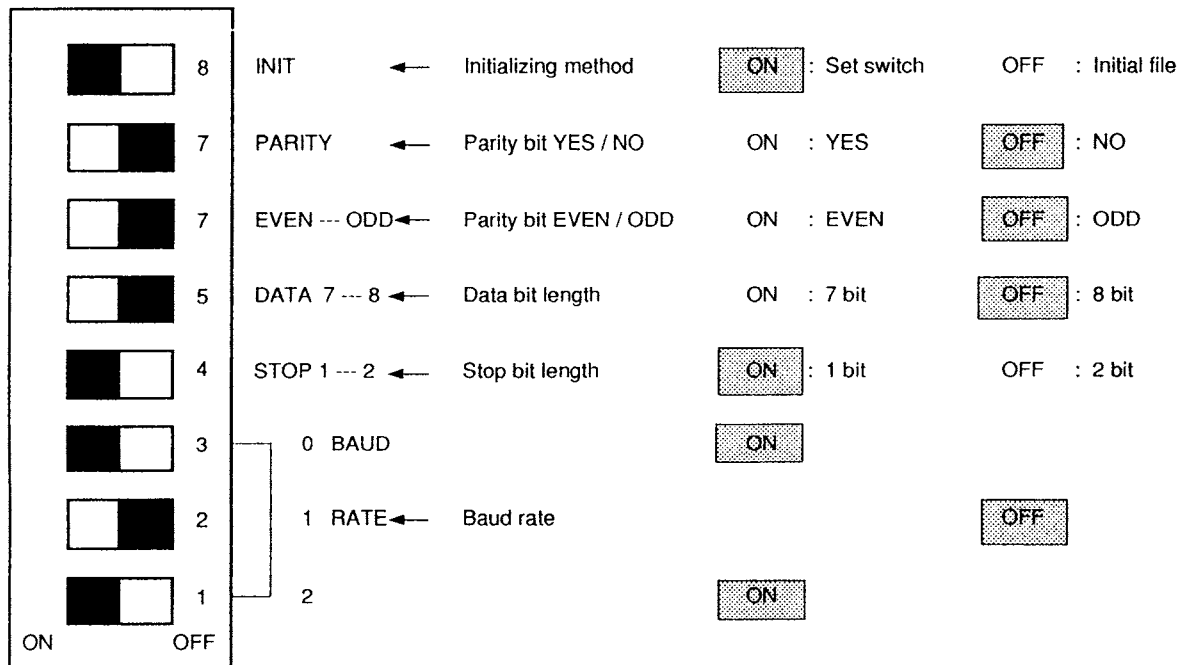 8 INIT ← Initializing method ON : Set switch OFF : Initial file
7 PARITY ← Parity bit YES / NO ON : YES OFF : NO
7 EVEN --- ODD ← Parity bit EVEN / ODD ON : EVEN OFF : ODD
5 DATA 7 --- 8 ← Data bit length ON : 7 bit OFF : 8 bit
4 STOP 1 --- 2 ← Stop bit length ON : 1 bit OFF : 2 bit
3 0 BAUD ON
2 1 RATE ← Baud rate OFF
1 2 ON
ON OFF